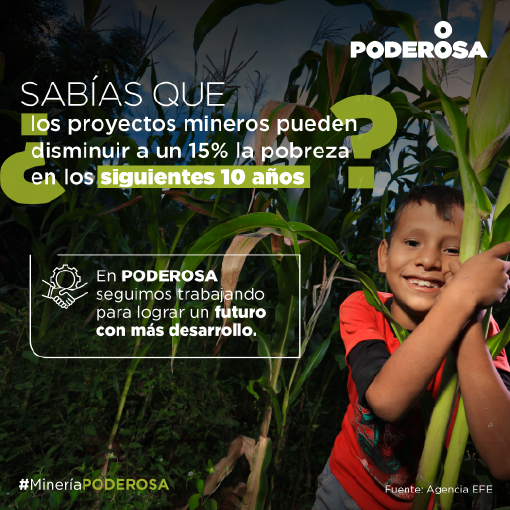 PODEROSA
SABÍAS QUE
¿los proyectos mineros pueden
disminuir a un 15% la pobreza
en los siguientes 10 años?
En PODEROSA
seguimos trabajando
para lograr un futuro
con más desarrollo.
#MineríaPODEROSA
Fuente: Agencia EFE